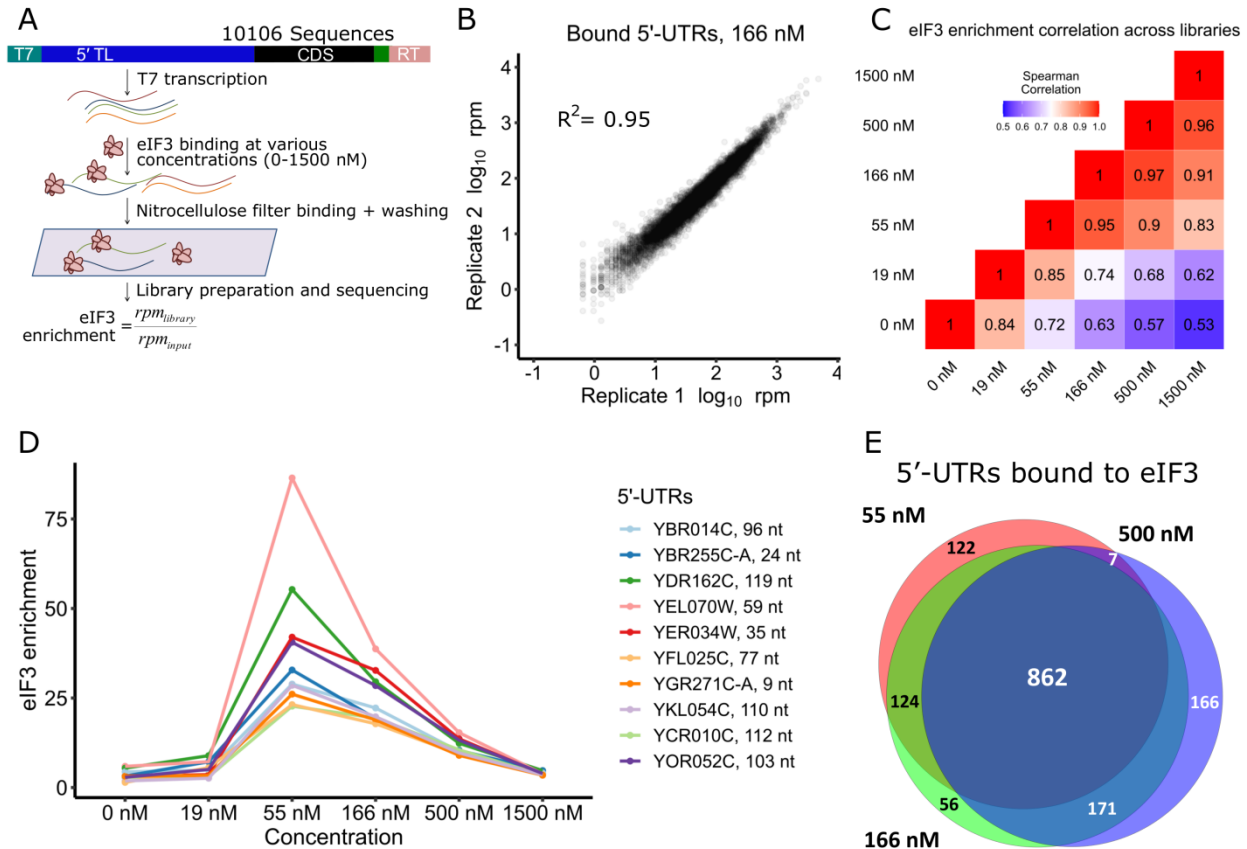 A
10106 Sequences
T7 5′ TL CDS RT
T7 transcription
eIF3 binding at various
concentrations (0-1500 nM)
Nitrocellulose filter binding + washing
Library preparation and sequencing
eIF3
enrichment = rpm_library / rpm_input
B
Bound 5'-UTRs, 166 nM
R² = 0.95
Replicate 2 log₁₀ rpm
4
3
2
1
0
-1
-1 0 1 2 3 4
Replicate 1 log₁₀ rpm
C
eIF3 enrichment correlation across libraries
Spearman
Correlation
0.5 0.6 0.7 0.8 0.9 1.0
1500 nM 1
500 nM 1 0.96
166 nM 1 0.97 0.91
55 nM 1 0.95 0.9 0.83
19 nM 1 0.85 0.74 0.68 0.62
0 nM 1 0.84 0.72 0.63 0.57 0.53
0 nM 19 nM 55 nM 166 nM 500 nM 1500 nM
D
eIF3 enrichment
75
50
25
0
0 nM 19 nM 55 nM 166 nM 500 nM 1500 nM
Concentration
5'-UTRs
YBR014C, 96 nt
YBR255C-A, 24 nt
YDR162C, 119 nt
YEL070W, 59 nt
YER034W, 35 nt
YFL025C, 77 nt
YGR271C-A, 9 nt
YKL054C, 110 nt
YCR010C, 112 nt
YOR052C, 103 nt
E
5′-UTRs bound to eIF3
55 nM
500 nM
122
7
862
124
166
56
171
166 nM